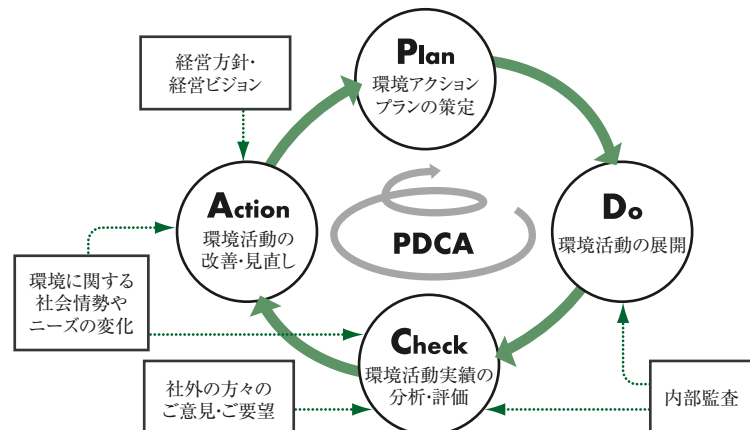 Plan
環境アクション
プランの策定
経営方針・
経営ビジョン
Action
環境活動の
改善・見直し
PDCA
Do
環境活動の展開
環境に関する
社会情勢や
ニーズの変化
Check
環境活動実績の
分析・評価
社外の方々の
ご意見・ご要望
内部監査